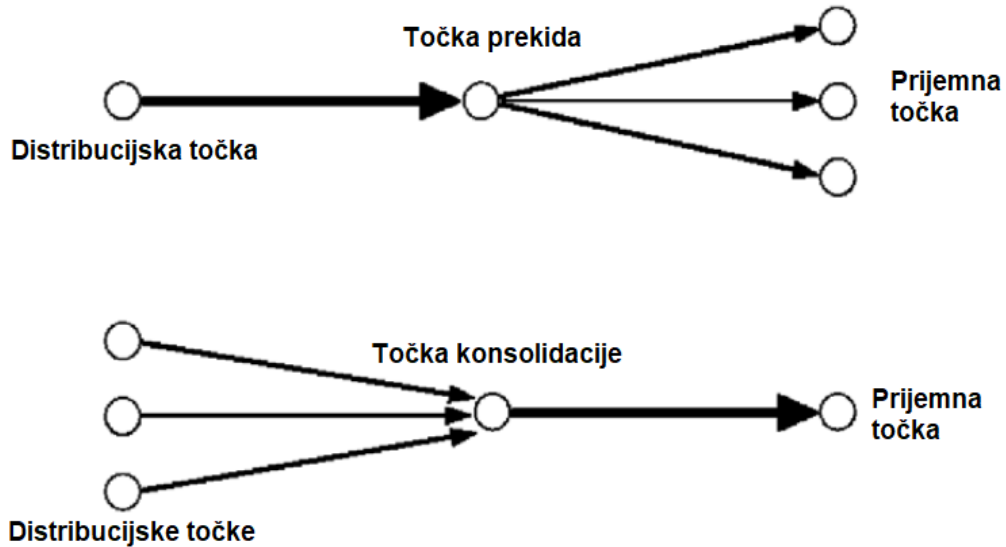 Točka prekida
Prijemna
točka
Distribucijska točka
Točka konsolidacije
Prijemna
točka
Distribucijske točke